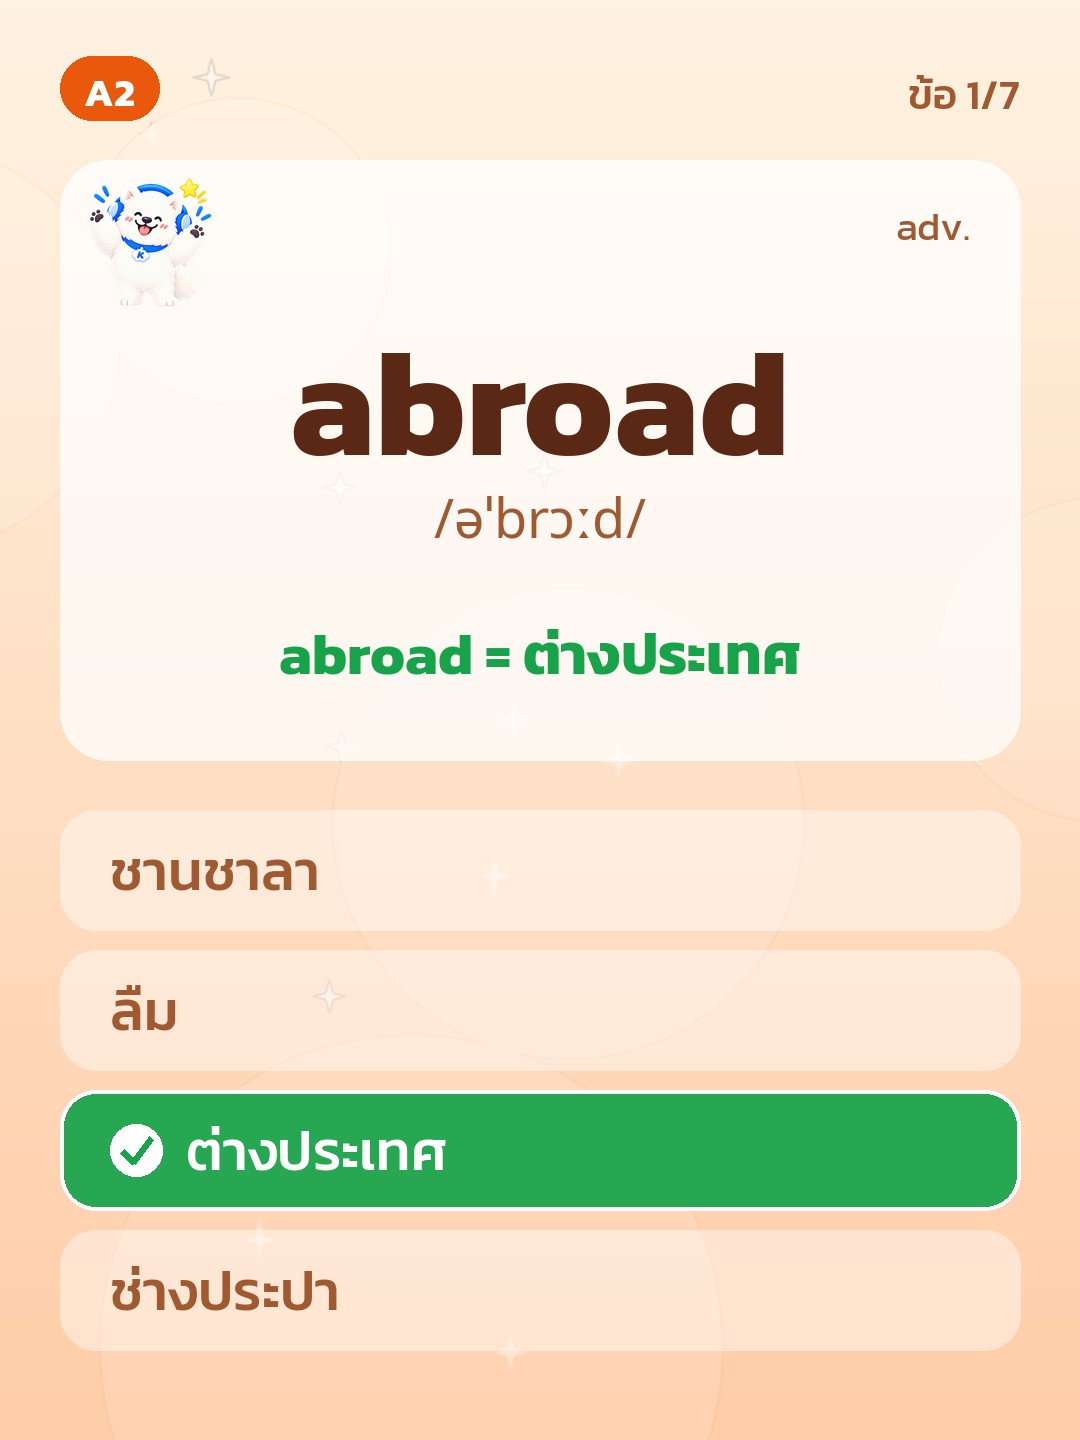 A2
ข้อ 1/7
K
adv.
abroad
/ə'brɔːd/
abroad = ต่างประเทศ
ชานชาลา
ลืม
ต่างประเทศ
ช่างประปา